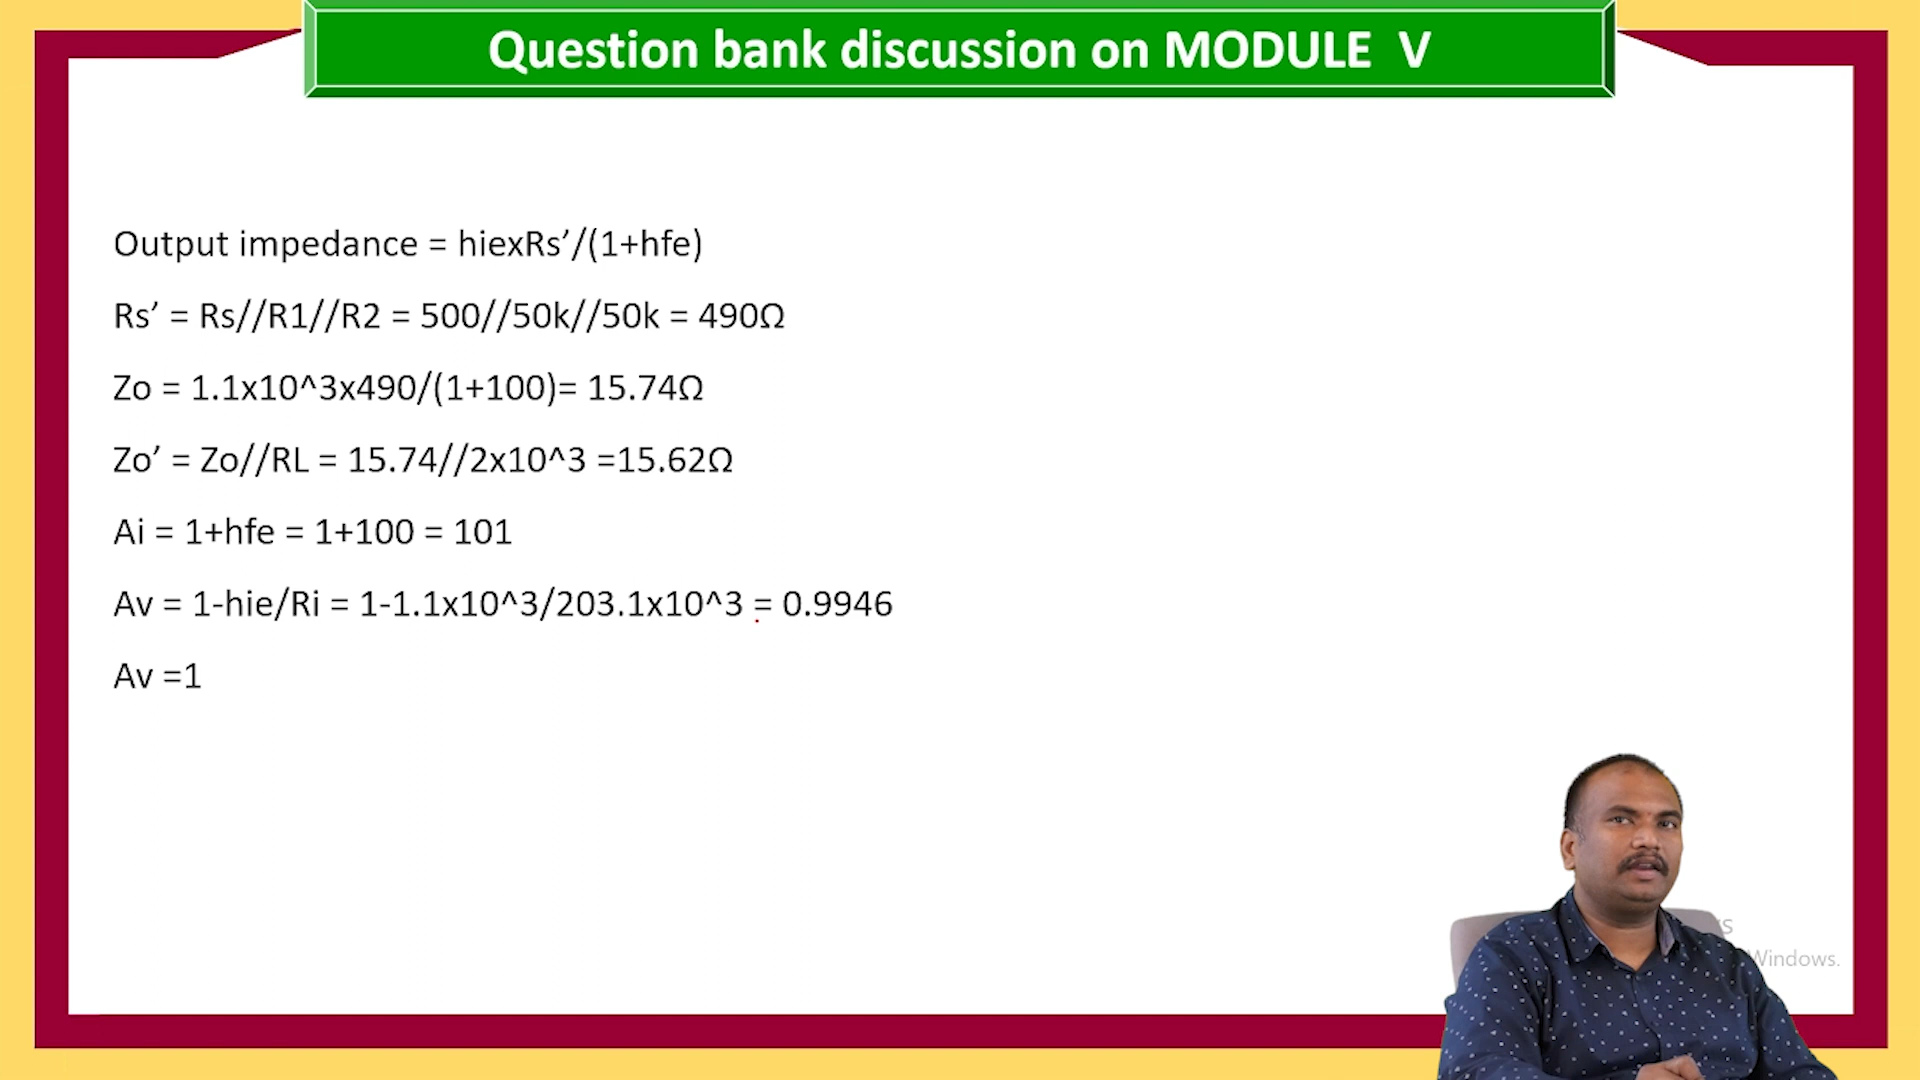 Question bank discussion on MODULE V
Output impedance = hiexRs’/(1+hfe)
Rs’ = Rs//R1//R2 = 500//50k//50k = 490Ω
Zo = 1.1x10^3x490/(1+100)= 15.74Ω
Zo’ = Zo//RL = 15.74//2x10^3 =15.62Ω
Ai = 1+hfe = 1+100 = 101
Av = 1-hie/Ri = 1-1.1x10^3/203.1x10^3 = 0.9946
Av =1
Windows.